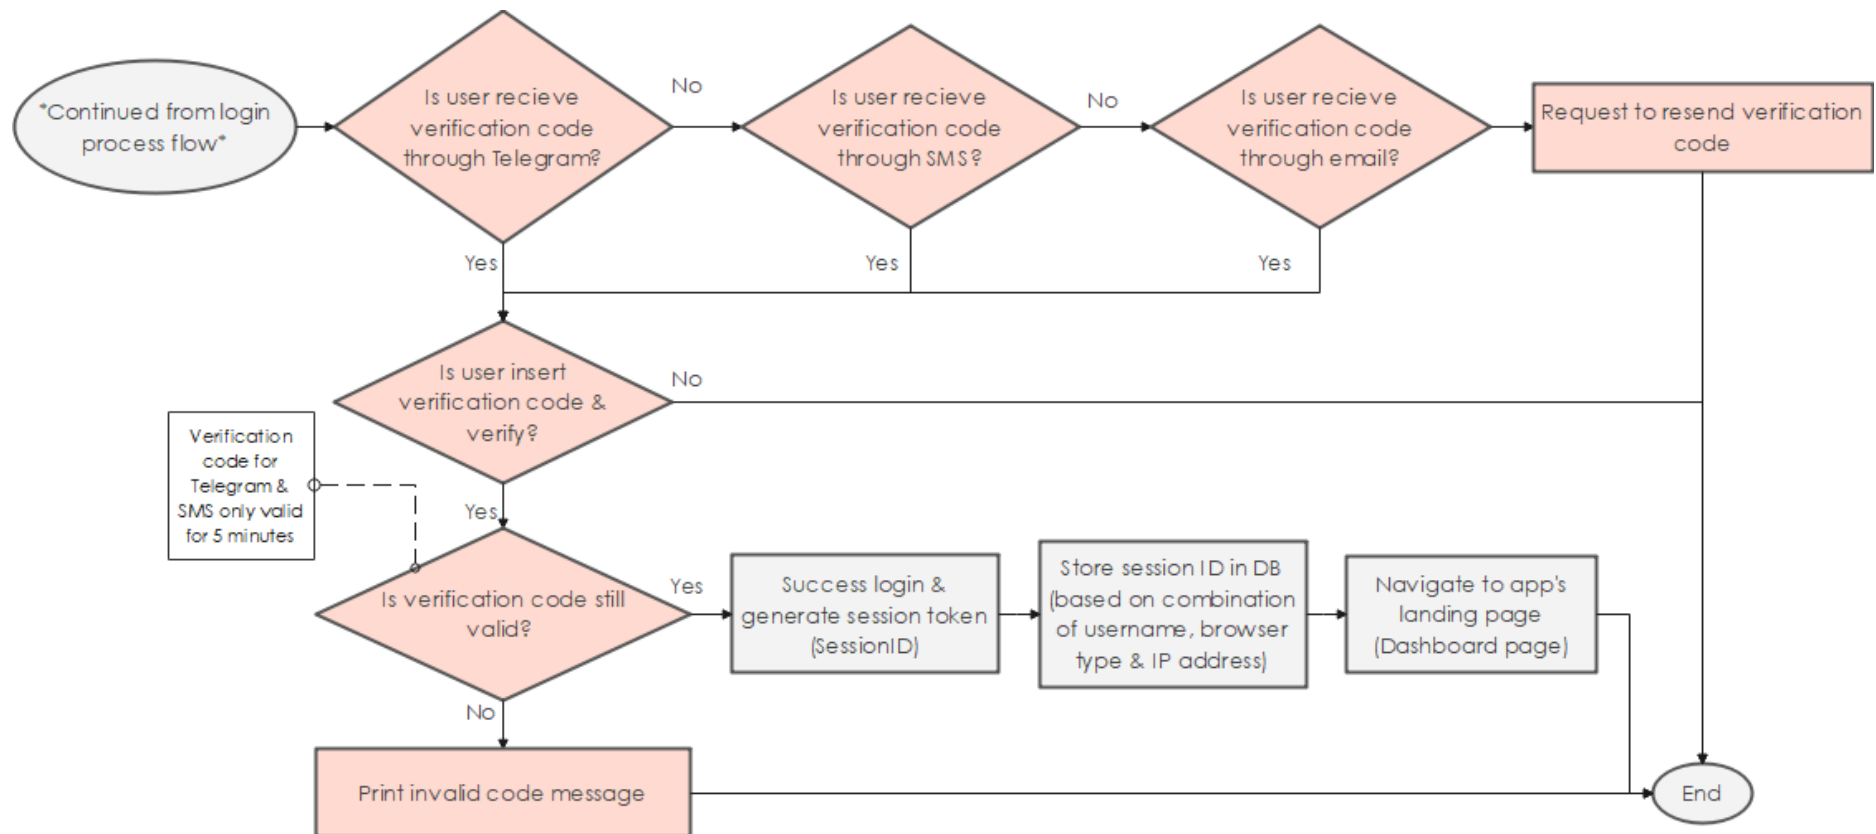 *Continued from login
process flow*
Is user recieve
verification code
through Telegram?
No
Is user recieve
verification code
through SMS?
No
Is user recieve
verification code
through email?
Request to resend verification
code
Yes
Yes
Yes
Is user insert
verification code &
verify?
No
Verification
code for
Telegram &
SMS only valid
for 5 minutes
Yes
Is verification code still
valid?
Yes
Success login &
generate session token
(SessionID)
Store session ID in DB
(based on combination
of username, browser
type & IP address)
Navigate to app's
landing page
(Dashboard page)
No
Print invalid code message
End